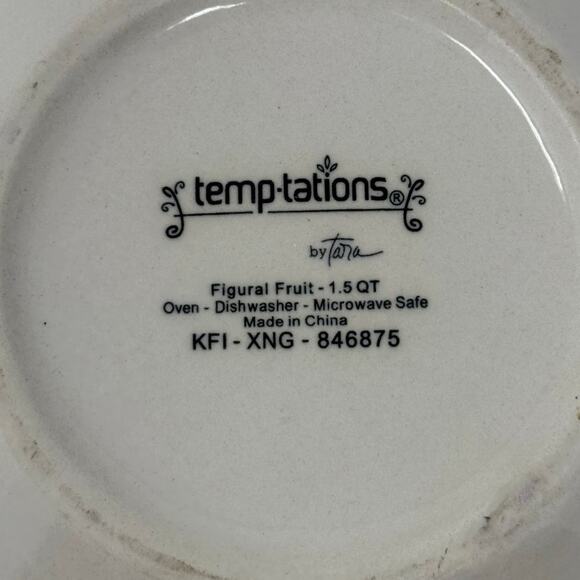 temp·tations®
by Tara
Figural Fruit - 1.5 QT
Oven - Dishwasher - Microwave Safe
Made in China
KFI - XNG - 846875